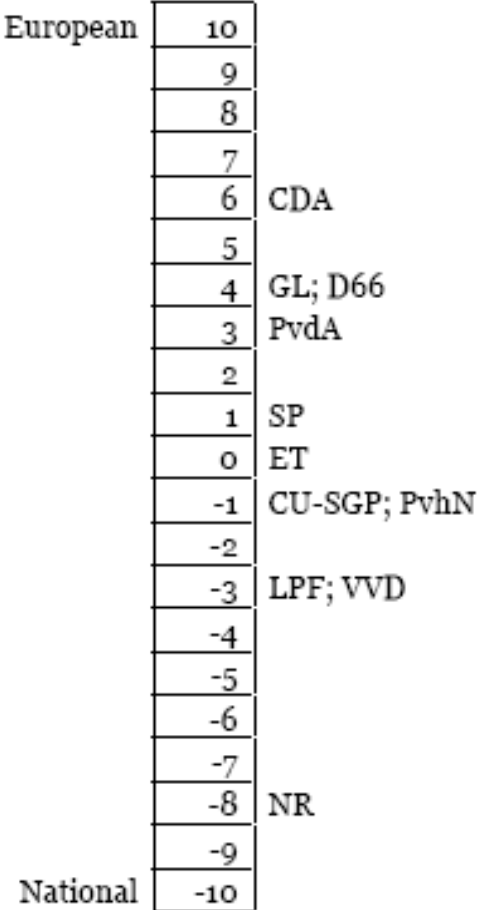 European 10
9
8
7
6 CDA
5
4 GL; D66
3 PvdA
2
1 SP
0 ET
-1 CU-SGP; PvhN
-2
-3 LPF; VVD
-4
-5
-6
-7
-8 NR
-9
National -10